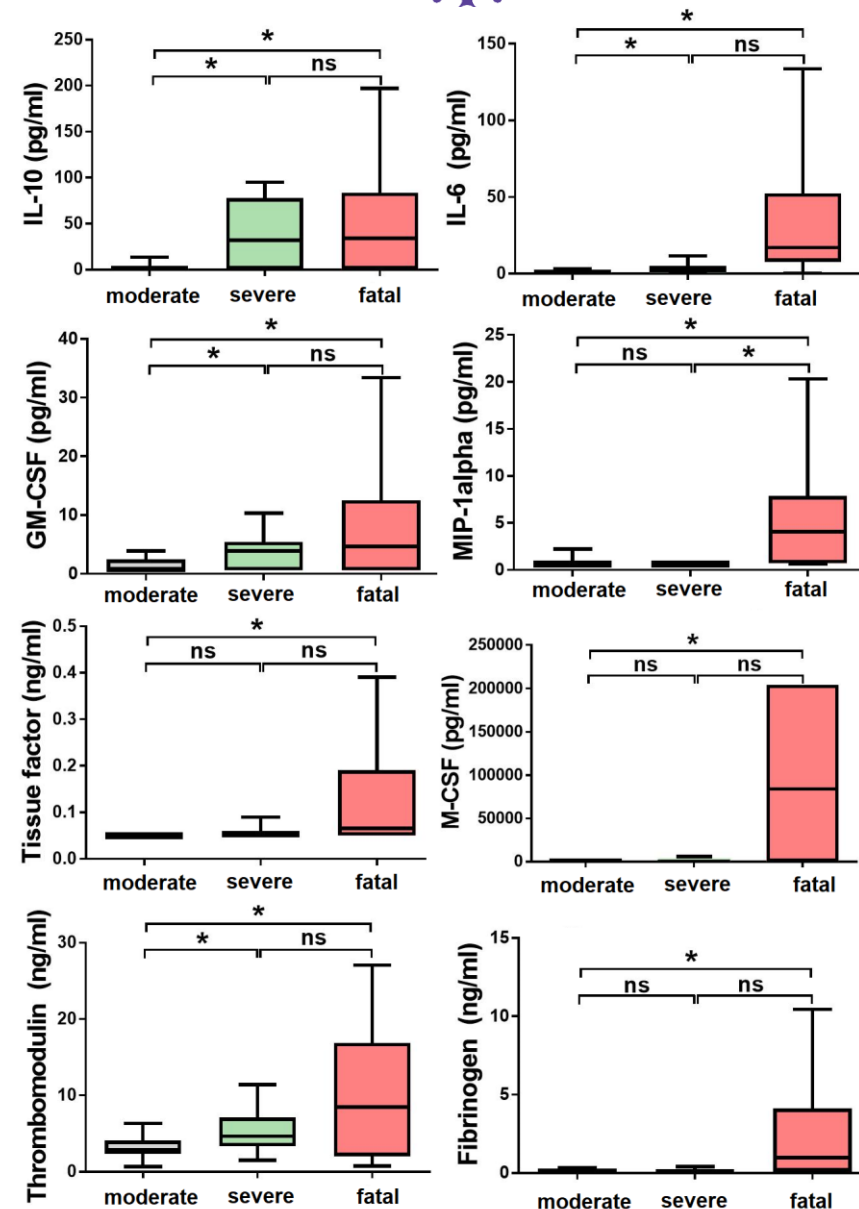 IL-10 (pg/ml)
250
200
150
100
50
0
*
*
ns
moderate severe fatal
IL-6 (pg/ml)
150
100
50
0
*
*
ns
moderate severe fatal
GM-CSF (pg/ml)
40
30
20
10
0
*
*
ns
moderate severe fatal
MIP-1alpha (pg/ml)
25
20
15
10
5
0
*
ns
*
moderate severe fatal
Tissue factor (ng/ml)
0.5
0.4
0.3
0.2
0.1
0.0
*
ns
ns
moderate severe fatal
M-CSF (pg/ml)
250000
200000
150000
100000
50000
0
*
ns
ns
moderate severe fatal
Thrombomodulin (ng/ml)
30
20
10
0
*
*
ns
moderate severe fatal
Fibrinogen (ng/ml)
15
10
5
0
*
ns
ns
moderate severe fatal